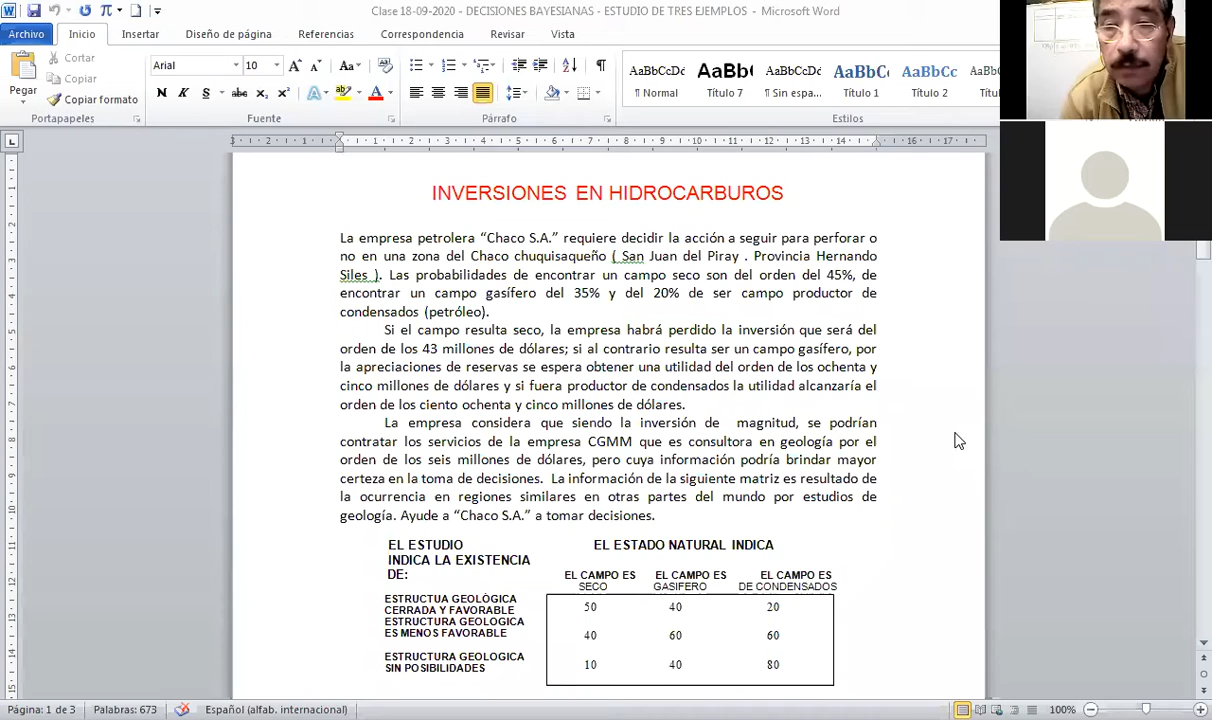 Clase 18-09-2020 - DECISIONES BAYESIANAS - ESTUDIO DE TRES EJEMPLOS - Microsoft Word
Archivo Inicio Insertar Diseño de página Referencias Correspondencia Revisar Vista
Pegar
Cortar
Copiar
Copiar formato
Portapapeles
Arial 10
Fuente
Párrafo
AaBbCcDc AaBbC AaBbCcDc AaBbCc AaBbCc AaBbC
¶ Normal Título 7 ¶ Sin espa... Título 1 Título 2 Título
Estilos
INVERSIONES EN HIDROCARBUROS
La empresa petrolera “Chaco S.A.” requiere decidir la acción a seguir para perforar o
no en una zona del Chaco chuquisaqueño ( San Juan del Piray . Provincia Hernando
Siles ). Las probabilidades de encontrar un campo seco son del orden del 45%, de
encontrar un campo gasífero del 35% y del 20% de ser campo productor de
condensados (petróleo).
Si el campo resulta seco, la empresa habrá perdido la inversión que será del
orden de los 43 millones de dólares; si al contrario resulta ser un campo gasífero, por
la apreciaciones de reservas se espera obtener una utilidad del orden de los ochenta y
cinco millones de dólares y si fuera productor de condensados la utilidad alcanzaría el
orden de los ciento ochenta y cinco millones de dólares.
La empresa considera que siendo la inversión de magnitud, se podrían
contratar los servicios de la empresa CGMM que es consultora en geología por el
orden de los seis millones de dólares, pero cuya información podría brindar mayor
certeza en la toma de decisiones. La información de la siguiente matriz es resultado de
la ocurrencia en regiones similares en otras partes del mundo por estudios de
geología. Ayude a “Chaco S.A.” a tomar decisiones.
EL ESTUDIO
INDICA LA EXISTENCIA
DE:
EL ESTADO NATURAL INDICA
EL CAMPO ES SECO
EL CAMPO ES GASIFERO
EL CAMPO ES DE CONDENSADOS
ESTRUCTUA GEOLÓGICA
CERRADA Y FAVORABLE
50 40 20
ESTRUCTURA GEOLOGICA
ES MENOS FAVORABLE
40 60 60
ESTRUCTURA GEOLOGICA
SIN POSIBILIDADES
10 40 80
Página: 1 de 3 Palabras: 673 Español (alfab. internacional) 100%